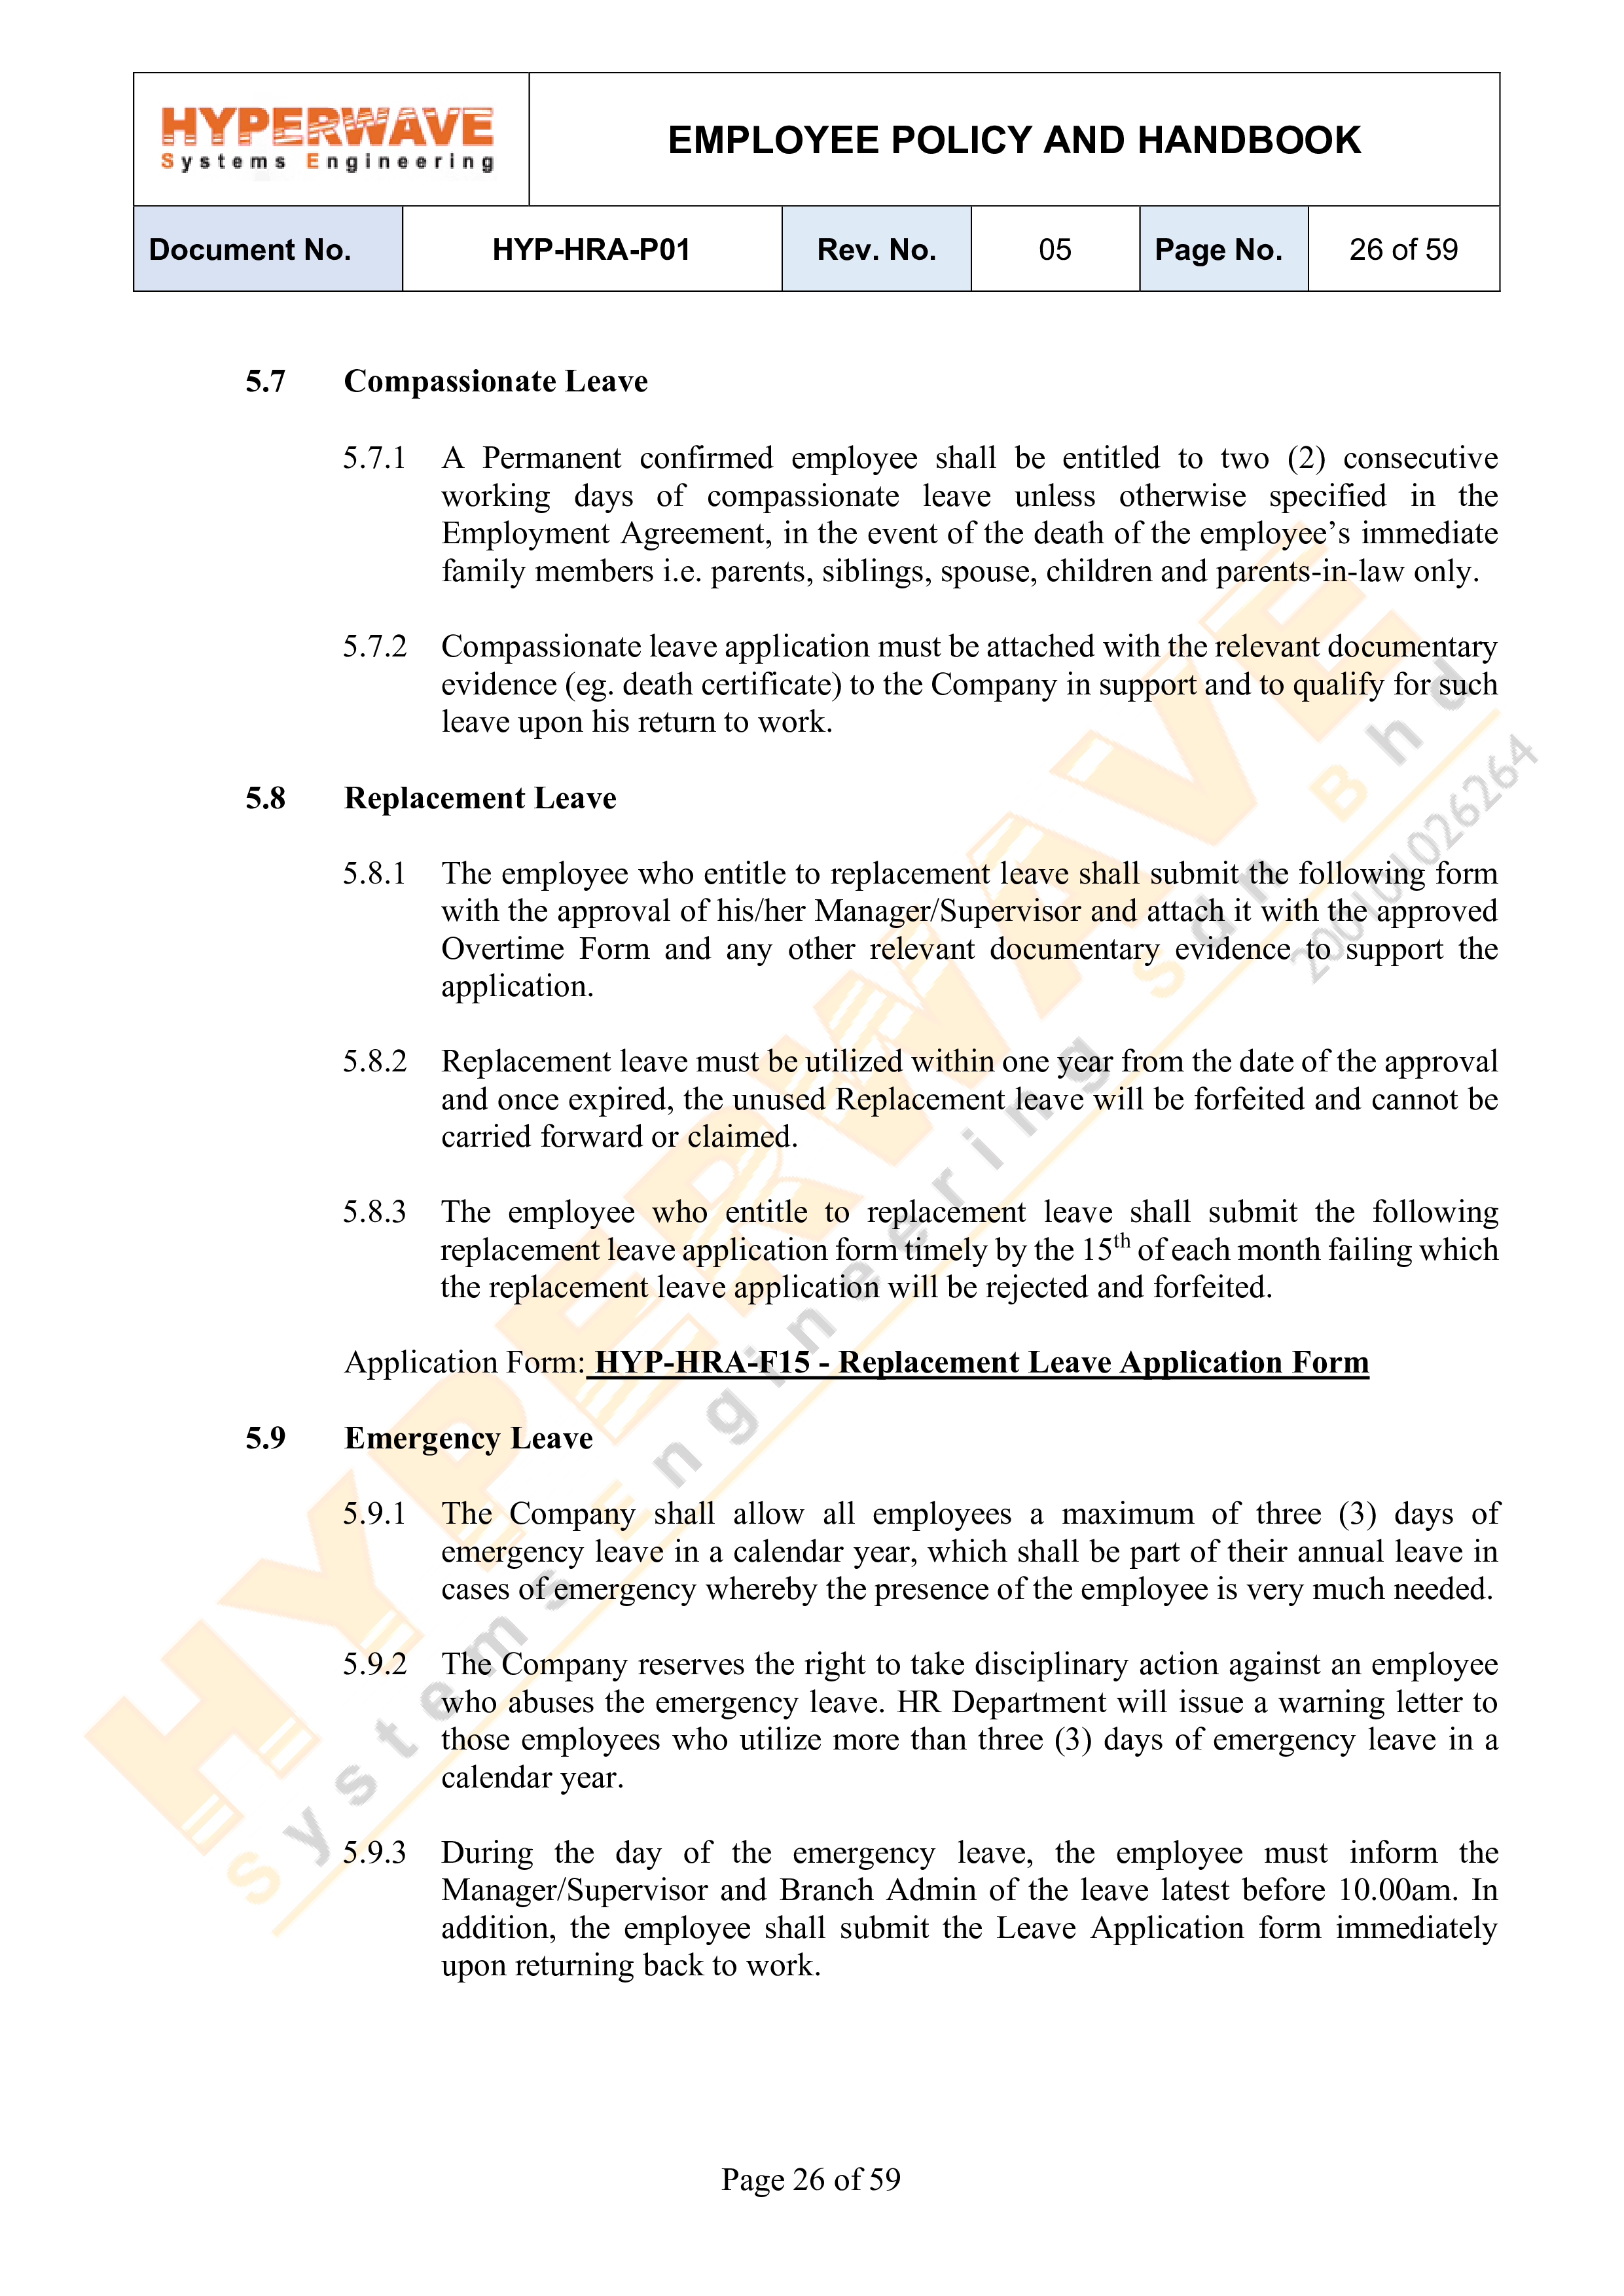 HYPERWAVE
Systems Engineering
EMPLOYEE POLICY AND HANDBOOK
Document No. HYP-HRA-P01 Rev. No. 05 Page No. 26 of 59
5.7 Compassionate Leave
5.7.1 A Permanent confirmed employee shall be entitled to two (2) consecutive
working days of compassionate leave unless otherwise specified in the
Employment Agreement, in the event of the death of the employee’s immediate
family members i.e. parents, siblings, spouse, children and parents-in-law only.
5.7.2 Compassionate leave application must be attached with the relevant documentary
evidence (eg. death certificate) to the Company in support and to qualify for such
leave upon his return to work.
5.8 Replacement Leave
5.8.1 The employee who entitle to replacement leave shall submit the following form
with the approval of his/her Manager/Supervisor and attach it with the approved
Overtime Form and any other relevant documentary evidence to support the
application.
5.8.2 Replacement leave must be utilized within one year from the date of the approval
and once expired, the unused Replacement leave will be forfeited and cannot be
carried forward or claimed.
5.8.3 The employee who entitle to replacement leave shall submit the following
replacement leave application form timely by the 15th of each month failing which
the replacement leave application will be rejected and forfeited.
Application Form: HYP-HRA-F15 - Replacement Leave Application Form
5.9 Emergency Leave
5.9.1 The Company shall allow all employees a maximum of three (3) days of
emergency leave in a calendar year, which shall be part of their annual leave in
cases of emergency whereby the presence of the employee is very much needed.
5.9.2 The Company reserves the right to take disciplinary action against an employee
who abuses the emergency leave. HR Department will issue a warning letter to
those employees who utilize more than three (3) days of emergency leave in a
calendar year.
5.9.3 During the day of the emergency leave, the employee must inform the
Manager/Supervisor and Branch Admin of the leave latest before 10.00am. In
addition, the employee shall submit the Leave Application form immediately
upon returning back to work.
HYPERWAVE
Systems Engineering Sdn Bhd
200101026264
Page 26 of 59